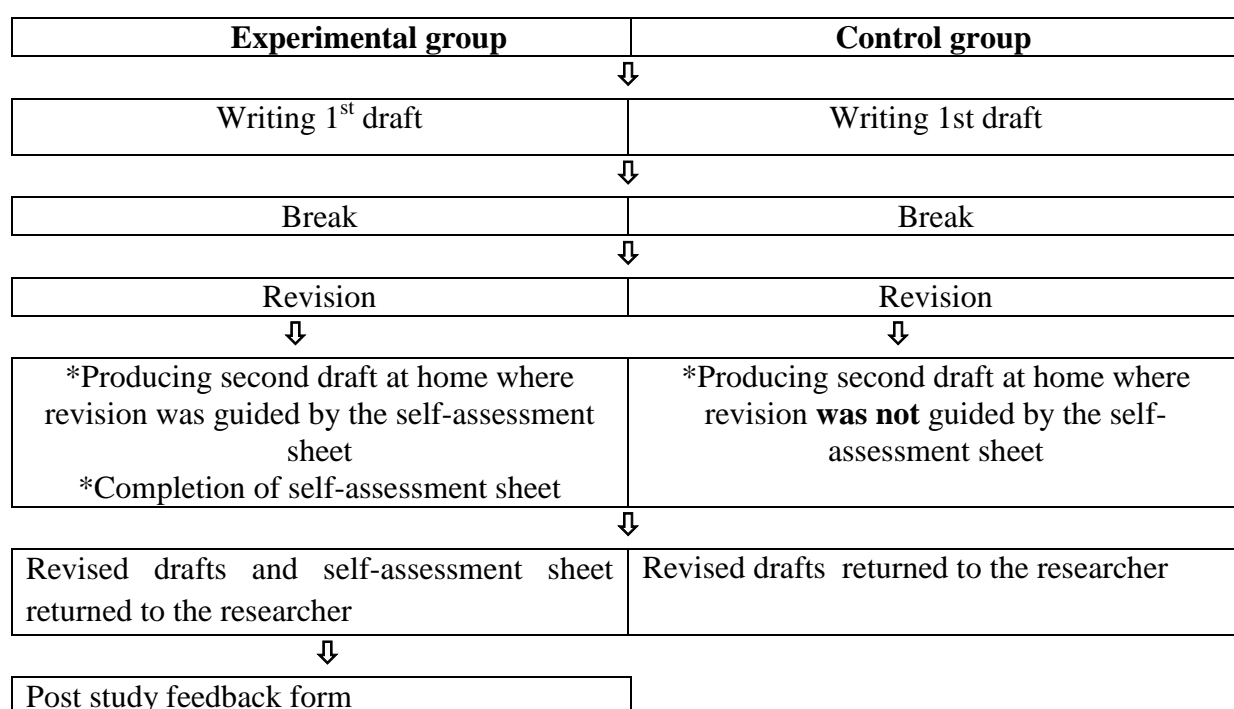 Experimental group Control group
Writing 1st draft Writing 1st draft
Break Break
Revision Revision
*Producing second draft at home where
revision was guided by the self-assessment
sheet
*Completion of self-assessment sheet
*Producing second draft at home where
revision was not guided by the self-
assessment sheet
Revised drafts and self-assessment sheet
returned to the researcher
Revised drafts returned to the researcher
Post study feedback form